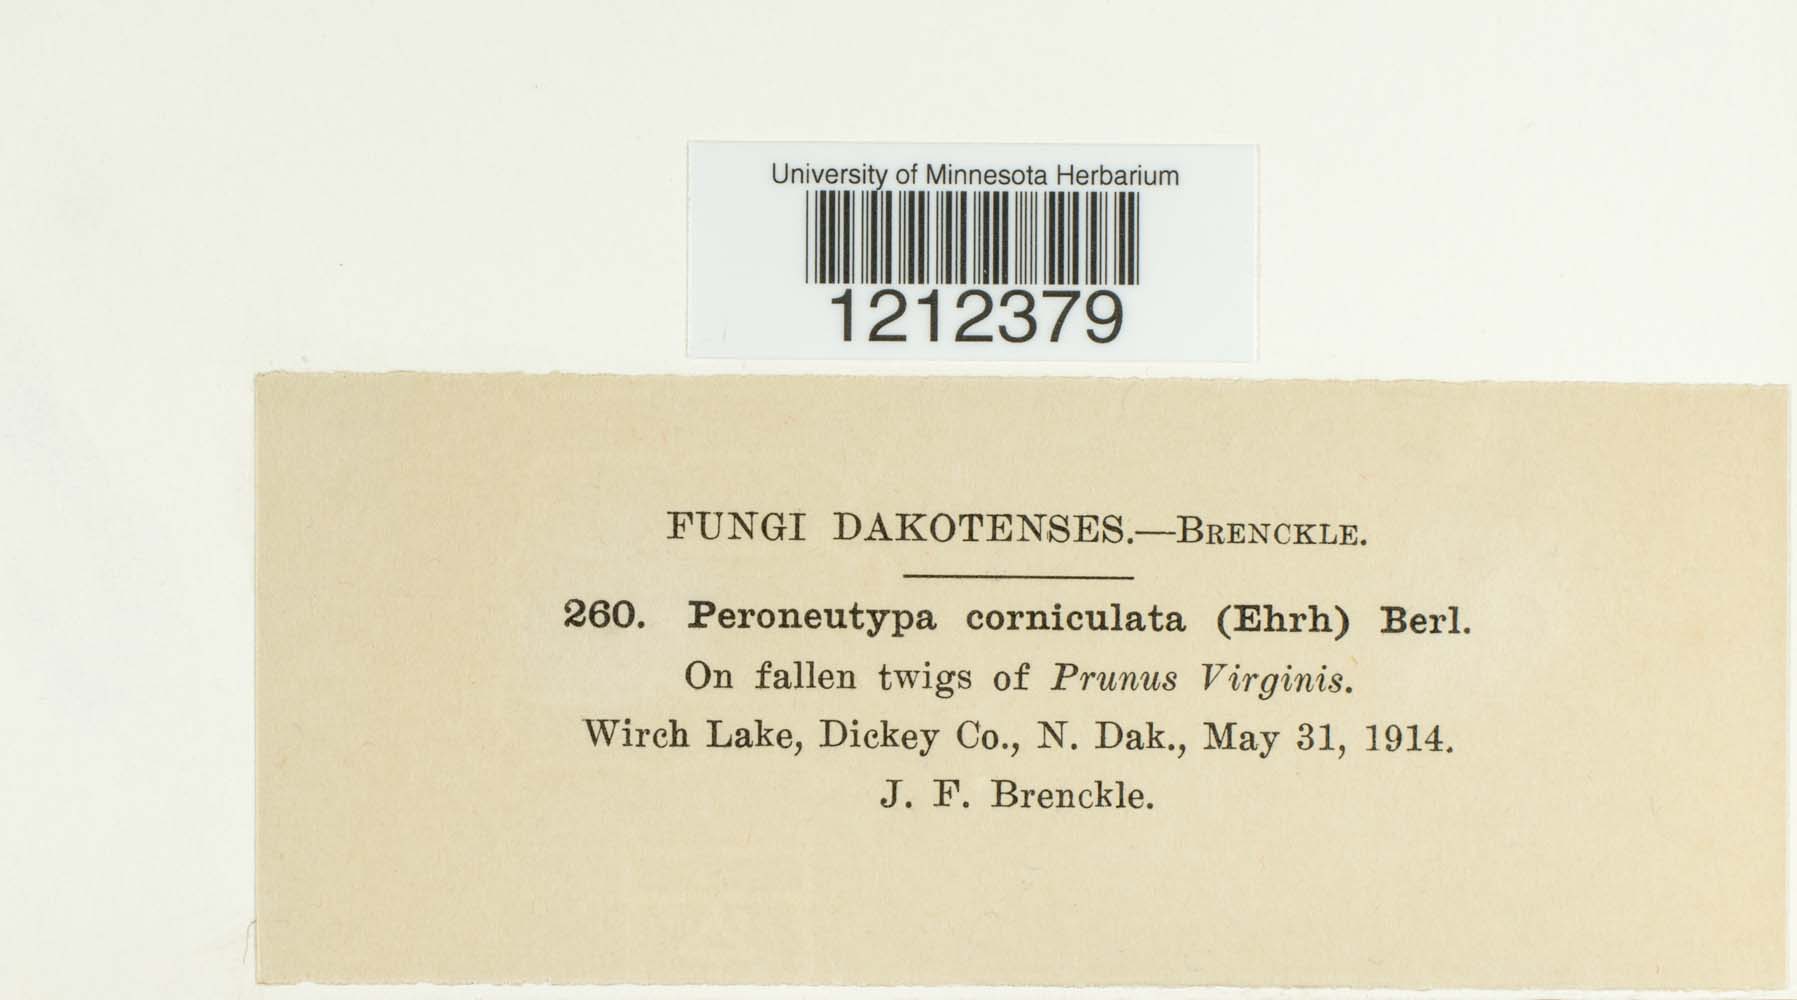 University of Minnesota Herbarium
1212379
FUNGI DAKOTENSES.—BRENCKLE.
260. Peroneutypa corniculata (Ehrh) Berl.
On fallen twigs of Prunus Virginis.
Wirch Lake, Dickey Co., N. Dak., May 31, 1914.
J. F. Brenckle.